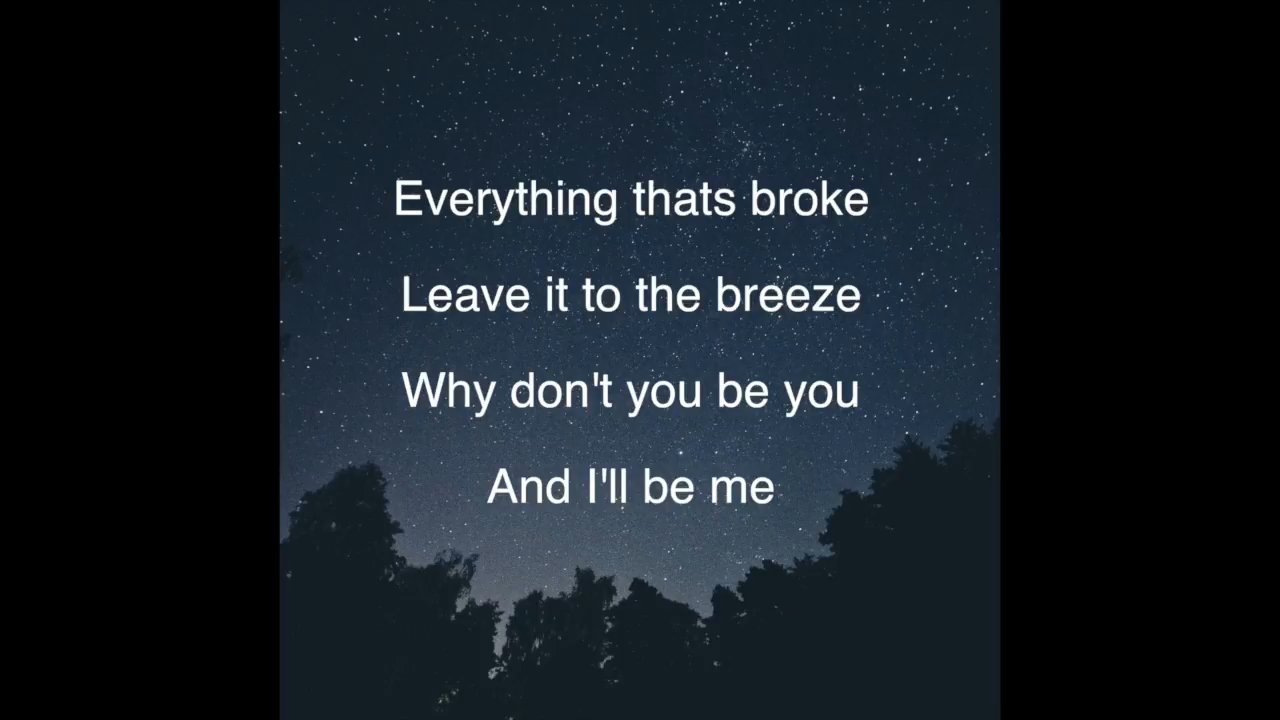 Everything thats broke
Leave it to the breeze
Why don't you be you
And I'll be me